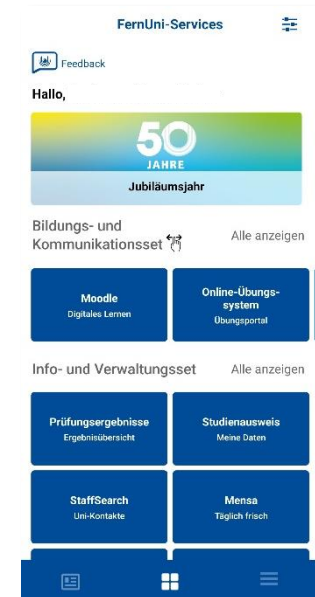 FernUni-Services
Feedback
Hallo,
50
JAHRE
Jubiläumsjahr
Bildungs- und
Kommunikationsset
Alle anzeigen
Moodle
Digitales Lernen
Online-Übungs-
system
Übungsportal
Info- und Verwaltungsset
Alle anzeigen
Prüfungsergebnisse
Ergebnisübersicht
Studienausweis
Meine Daten
StaffSearch
Uni-Kontakte
Mensa
Täglich frisch